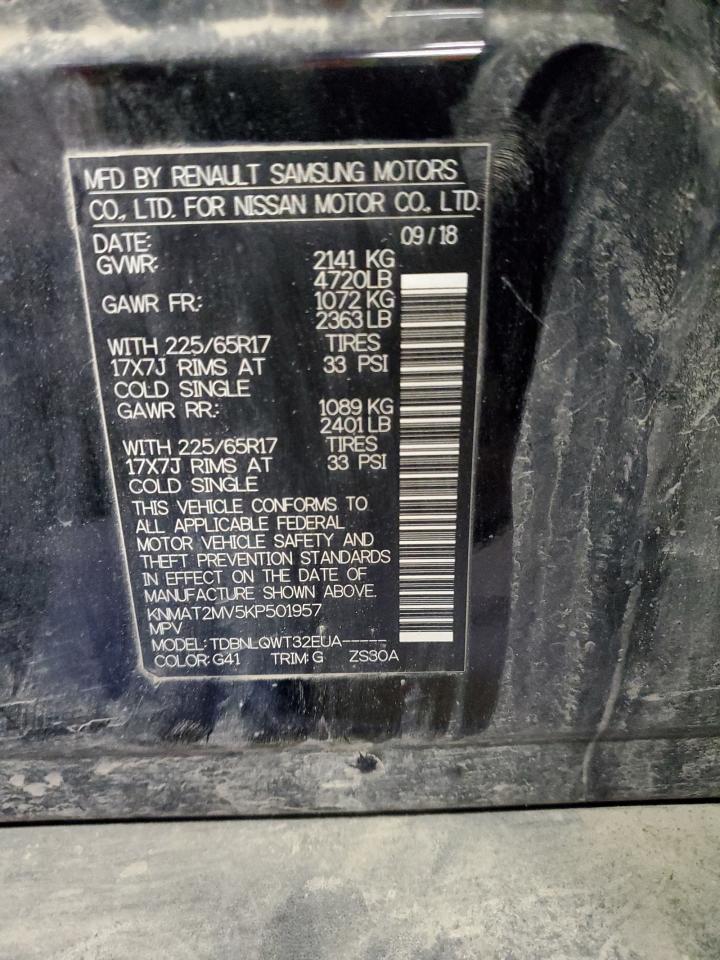 MFD BY RENAULT SAMSUNG MOTORS
CO., LTD. FOR NISSAN MOTOR CO., LTD.
DATE: 09/18
GVWR: 2141 KG
4720LB
GAWR FR: 1072 KG
2363LB
WITH 225/65R17 TIRES
17X7J RIMS AT 33 PSI
COLD SINGLE
GAWR RR: 1089 KG
2401LB
WITH 225/65R17 TIRES
17X7J RIMS AT 33 PSI
COLD SINGLE
THIS VEHICLE CONFORMS TO
ALL APPLICABLE FEDERAL
MOTOR VEHICLE SAFETY AND
THEFT PREVENTION STANDARDS
IN EFFECT ON THE DATE OF
MANUFACTURE SHOWN ABOVE.
KNMAT2MV5KP501957
MPV
MODEL: TDBNLQWT32EUA-----
COLOR: G41 TRIM: G ZS30A